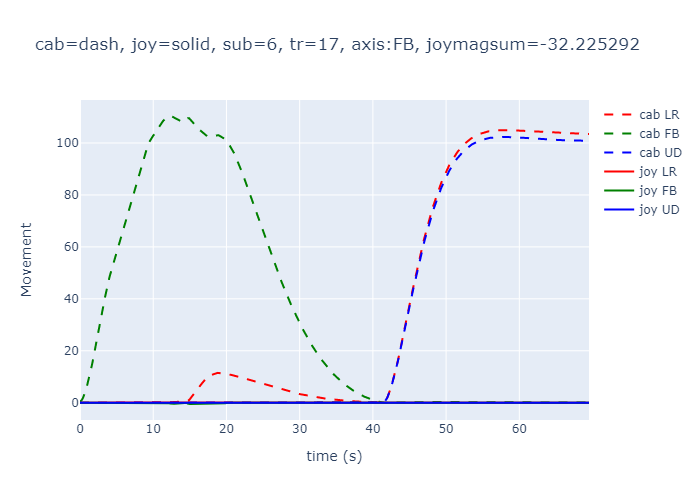 cab=dash, joy=solid, sub=6, tr=17, axis:FB, joymagsum=-32.225292
cab LR
cab FB
cab UD
joy LR
joy FB
joy UD
Movement
100
80
60
40
20
0
0 10 20 30 40 50 60
time (s)